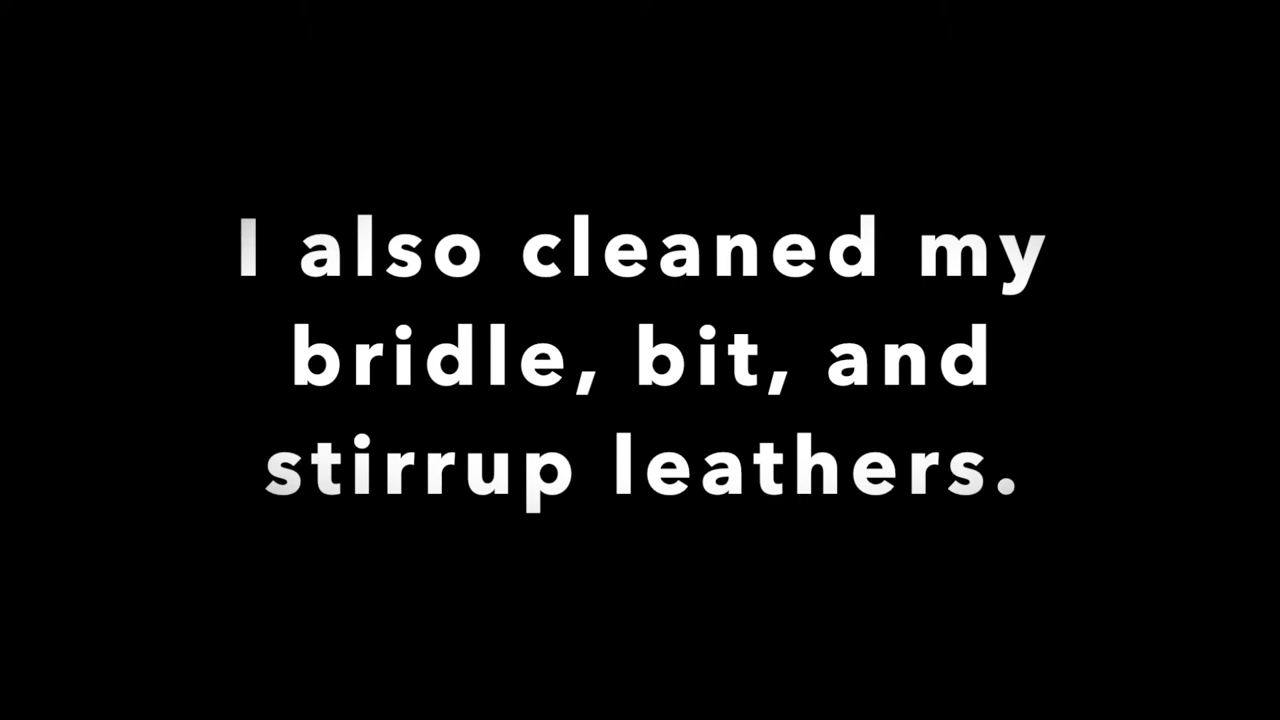 I also cleaned my
bridle, bit, and
stirrup leathers.